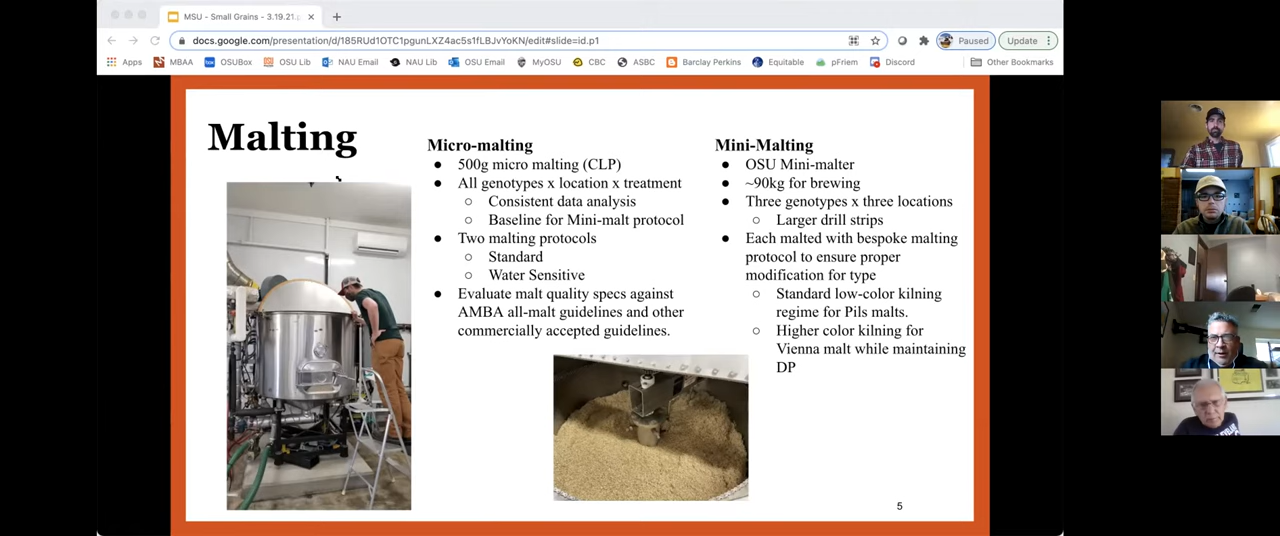 MSU - Small Grains - 3.19.21.p
docs.google.com/presentation/d/185RUd1OTC1pgunLXZ4ac5s1fLBJvYoKN/edit#slide=id.p1
Paused
Update
Apps
MBAA
OSUBox
OSU Lib
NAU Email
NAU Lib
OSU Email
MyOSU
CBC
ASBC
Barclay Perkins
Equitable
pFriem
Discord
Other Bookmarks
Malting
Micro-malting
● 500g micro malting (CLP)
● All genotypes x location x treatment
○ Consistent data analysis
○ Baseline for Mini-malt protocol
● Two malting protocols
○ Standard
○ Water Sensitive
● Evaluate malt quality specs against
AMBA all-malt guidelines and other
commercially accepted guidelines.
Mini-Malting
● OSU Mini-malter
● ~90kg for brewing
● Three genotypes x three locations
○ Larger drill strips
● Each malted with bespoke malting
protocol to ensure proper
modification for type
○ Standard low-color kilning
regime for Pils malts.
○ Higher color kilning for
Vienna malt while maintaining
DP
5